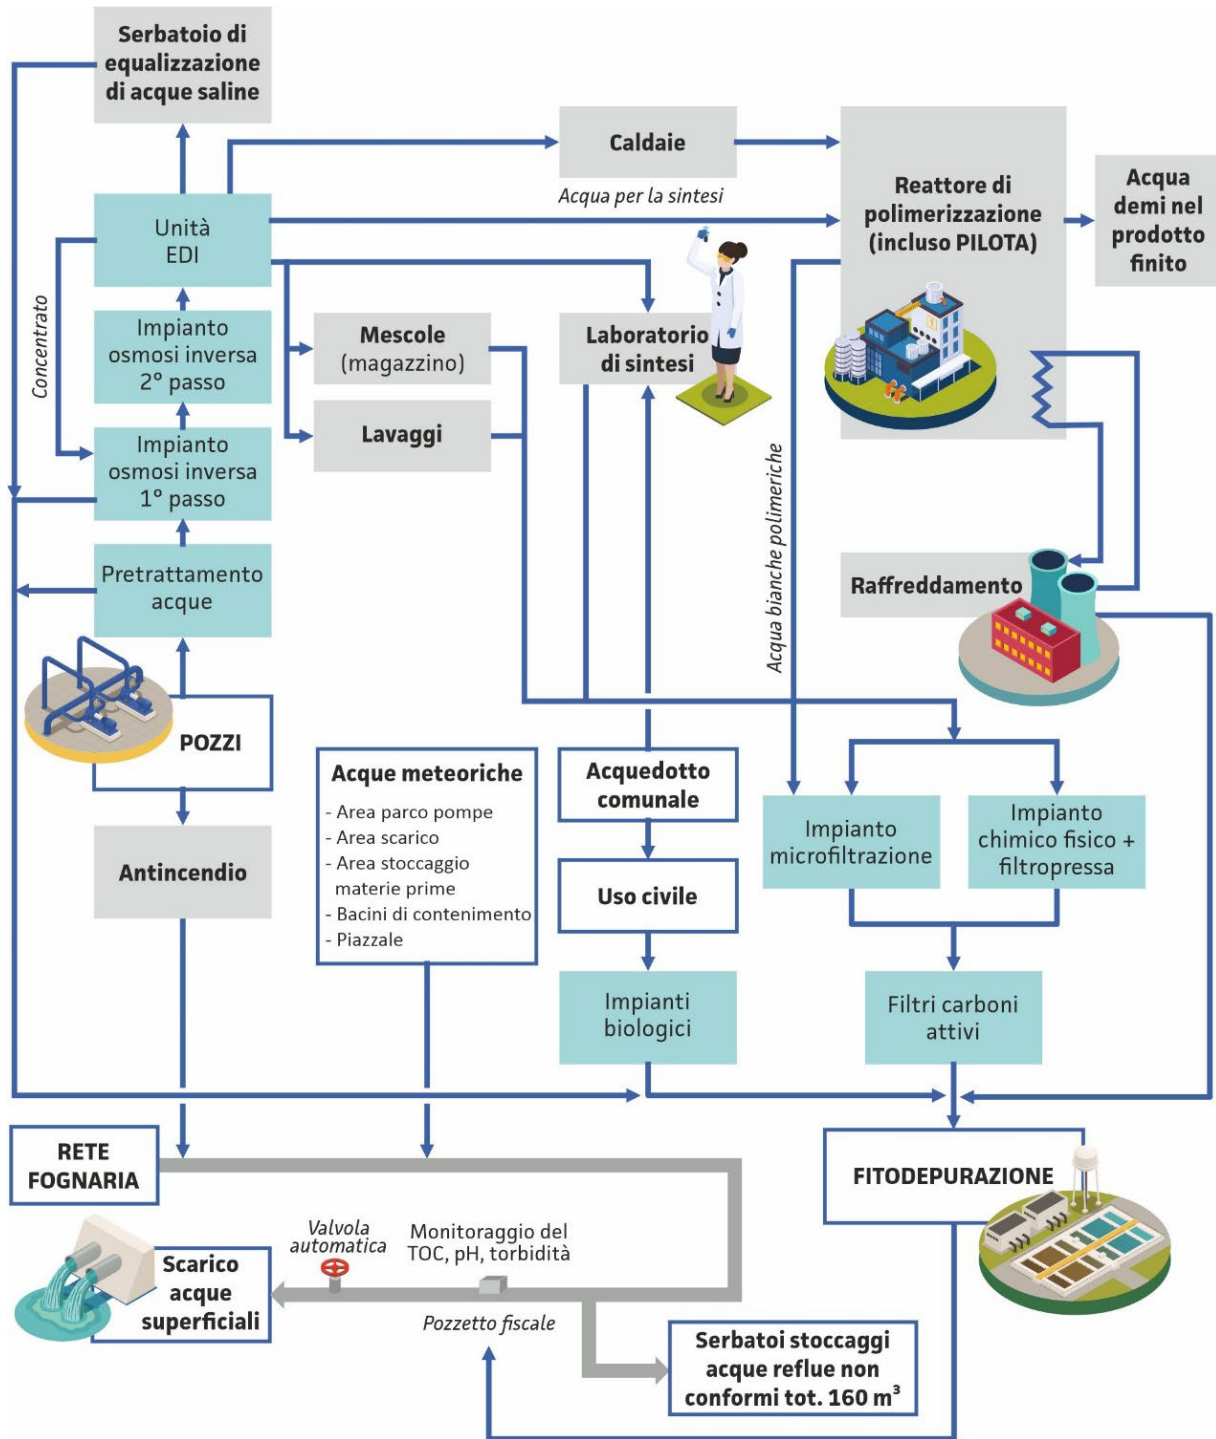 Serbatoio di
equalizzazione
di acque saline
Caldaie
Acqua per la sintesi
Reattore di
polimerizzazione
(incluso PILOTA)
Acqua
demi nel
prodotto
finito
Unità
EDI
Concentrato
Impianto
osmosi inversa
2° passo
Mescole
(magazzino)
Laboratorio
di sintesi
Lavaggi
Impianto
osmosi inversa
1° passo
Acqua bianche polimeriche
Pretrattamento
acque
Raffreddamento
POZZI
Acque meteoriche
- Area parco pompe
- Area scarico
- Area stoccaggio
materie prime
- Bacini di contenimento
- Piazzale
Acquedotto
comunale
Impianto
microfiltrazione
Impianto
chimico fisico +
filtropressa
Antincendio
Uso civile
Impianti
biologici
Filtri carboni
attivi
RETE
FOGNARIA
FITODEPURAZIONE
Valvola
automatica
Monitoraggio del
TOC, pH, torbidità
Scarico
acque
superficiali
Pozzetto fiscale
Serbatoi stoccaggi
acque reflue non
conformi tot. 160 m³